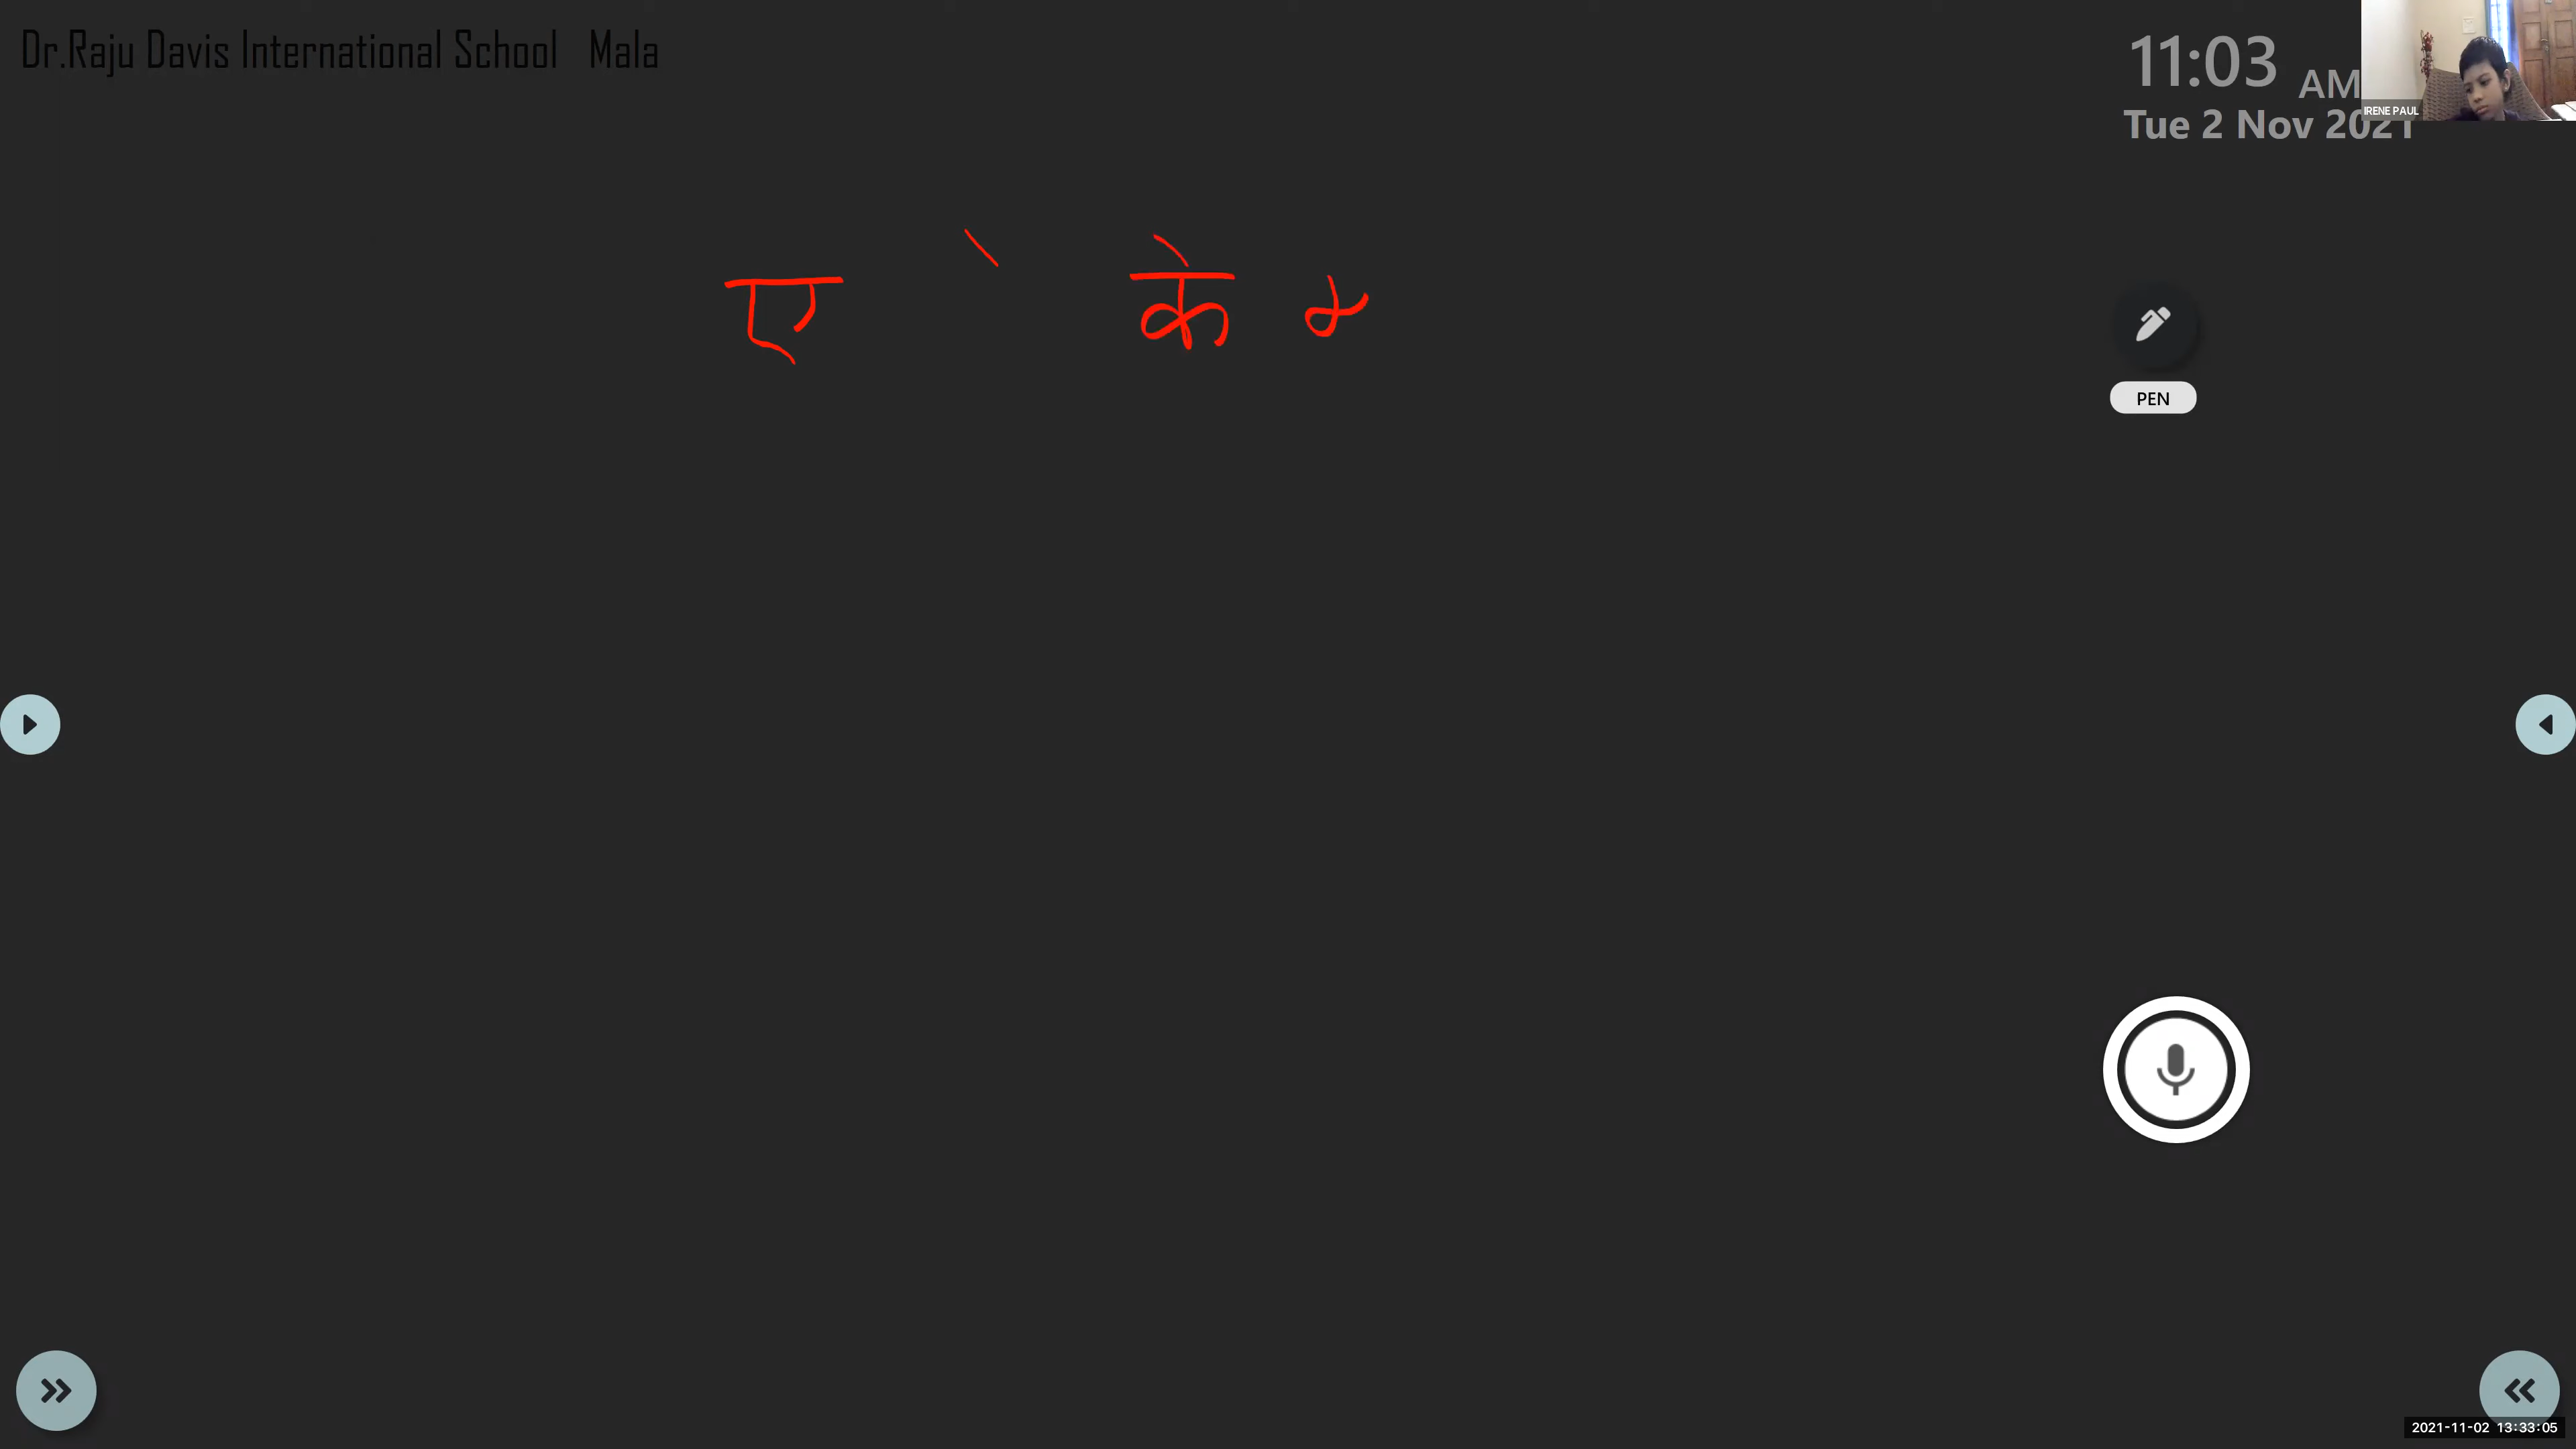 Dr.Raju Davis International School Mala
11:03 AM
IRENE PAUL
Tue 2 Nov 2021
ए े के
PEN
2021-11-02 13:33:05